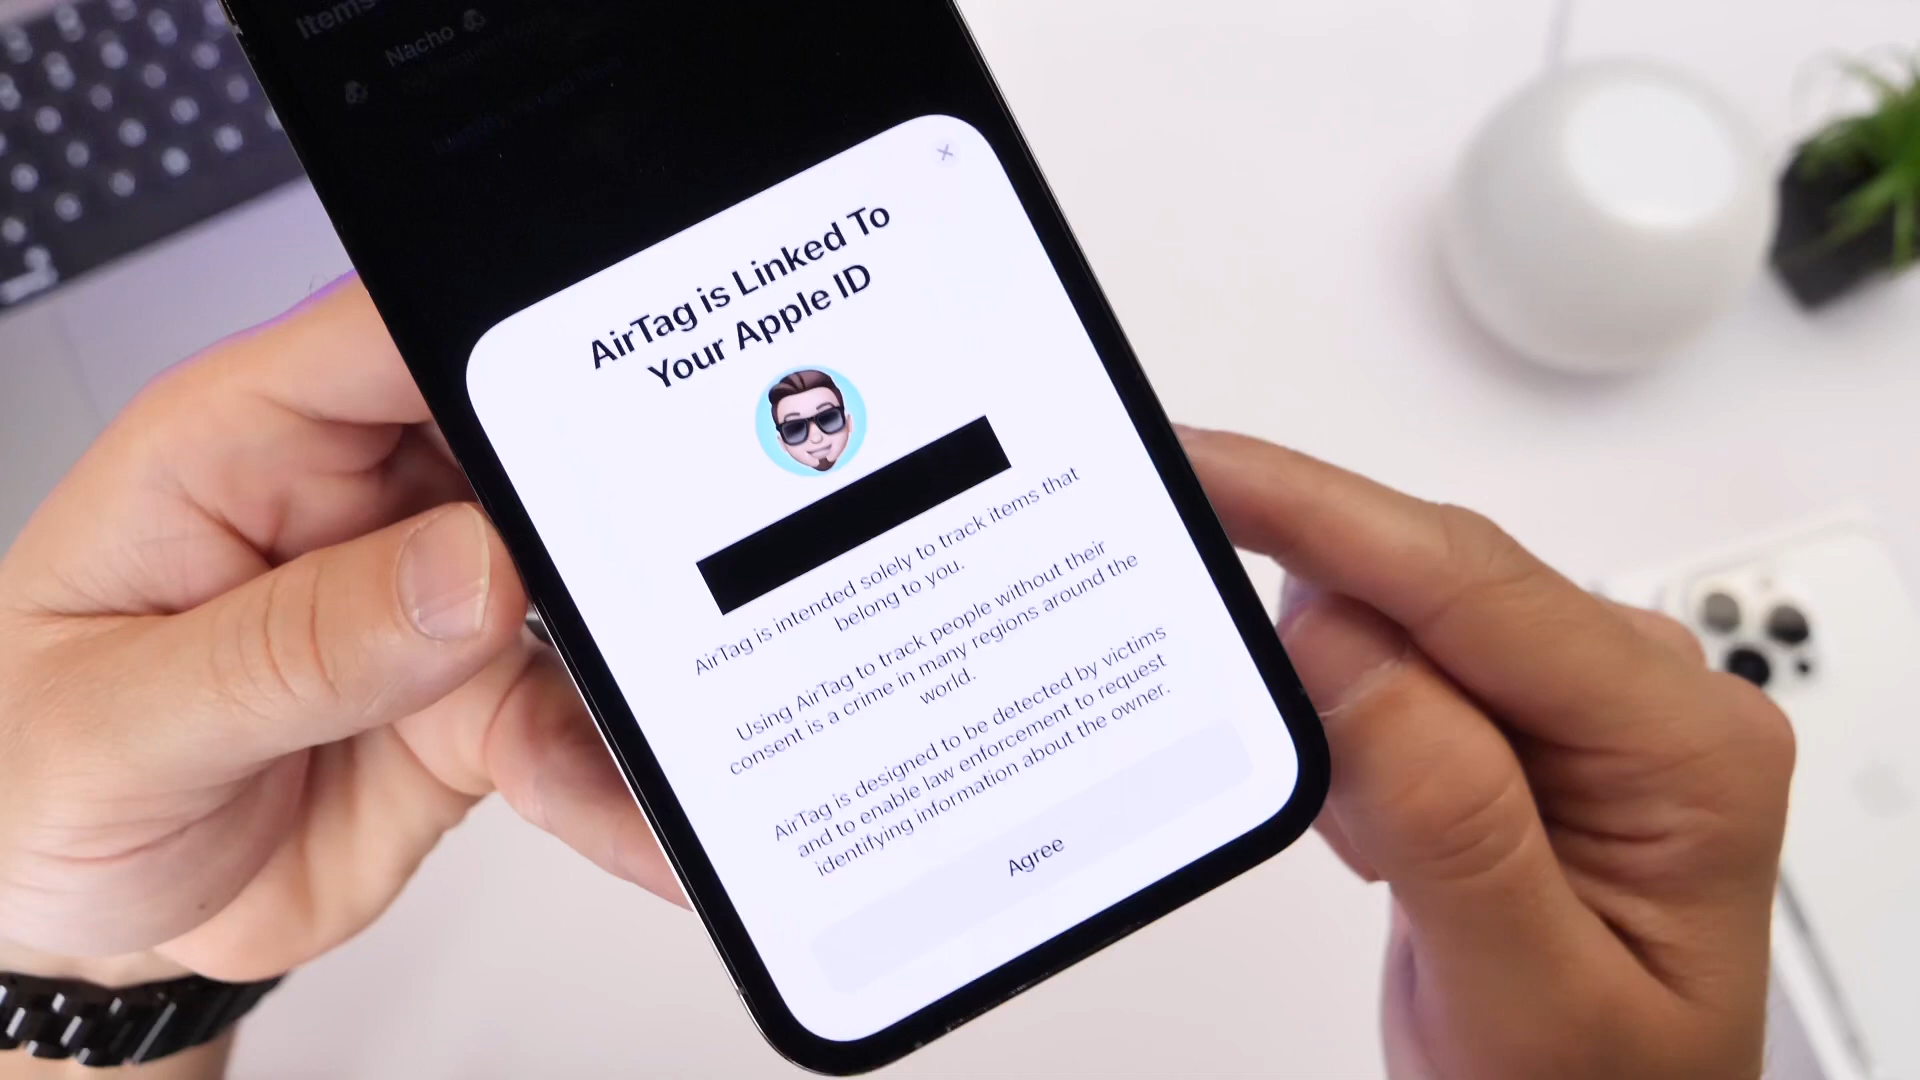 Items
Nacho
AirTag is Linked To
Your Apple ID
AirTag is intended solely to track items that
belong to you.
Using AirTag to track people without their
consent is a crime in many regions around the
world.
AirTag is designed to be detected by victims
and to enable law enforcement to request
identifying information about the owner.
Agree